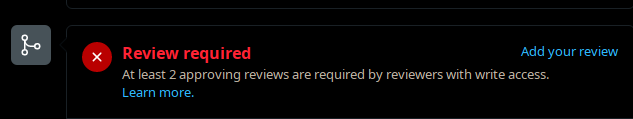 Review required
Add your review
At least 2 approving reviews are required by reviewers with write access.
Learn more.